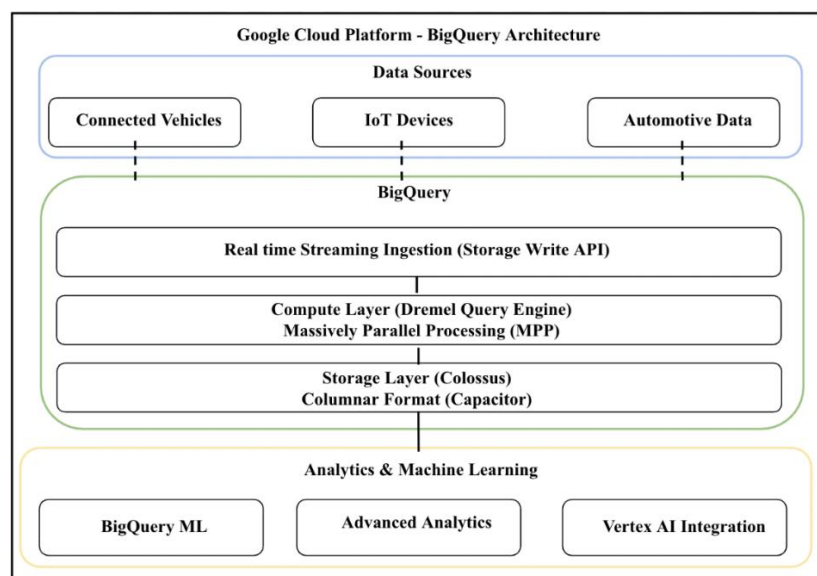 Google Cloud Platform - BigQuery Architecture
Data Sources
Connected Vehicles
IoT Devices
Automotive Data
BigQuery
Real time Streaming Ingestion (Storage Write API)
Compute Layer (Dremel Query Engine)
Massively Parallel Processing (MPP)
Storage Layer (Colossus)
Columnar Format (Capacitor)
Analytics & Machine Learning
BigQuery ML
Advanced Analytics
Vertex AI Integration